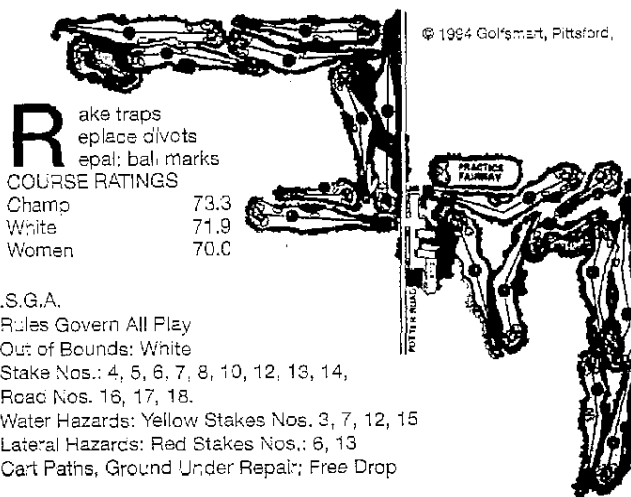 © 1994 Golfsmart, Pittsford,
Rake traps
Replace divots
Repair ball marks
COURSE RATINGS
Champ 73.3
White 71.9
Women 70.0
PRACTICE
FAIRWAY
POTTER ROAD
.S.G.A.
Rules Govern All Play
Out of Bounds: White
Stake Nos.: 4, 5, 6, 7, 8, 10, 12, 13, 14,
Road Nos. 16, 17, 18.
Water Hazards: Yellow Stakes Nos. 3, 7, 12, 15
Lateral Hazards: Red Stakes Nos.: 6, 13
Cart Paths, Ground Under Repair; Free Drop